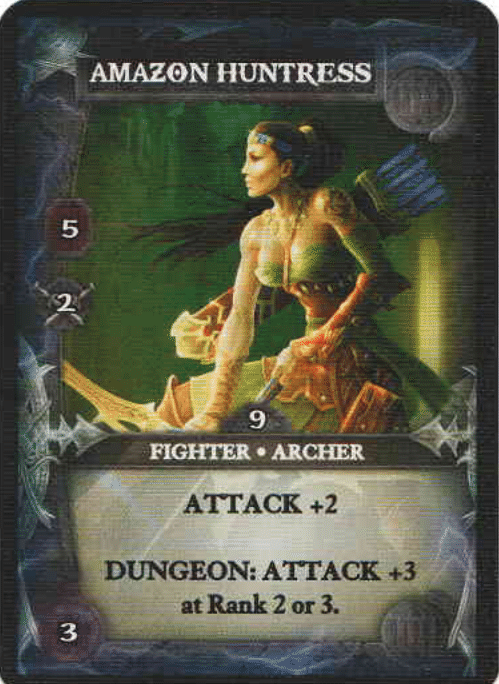 AMAZON HUNTRESS
5
2
9
FIGHTER • ARCHER
ATTACK +2
DUNGEON: ATTACK +3
at Rank 2 or 3.
3